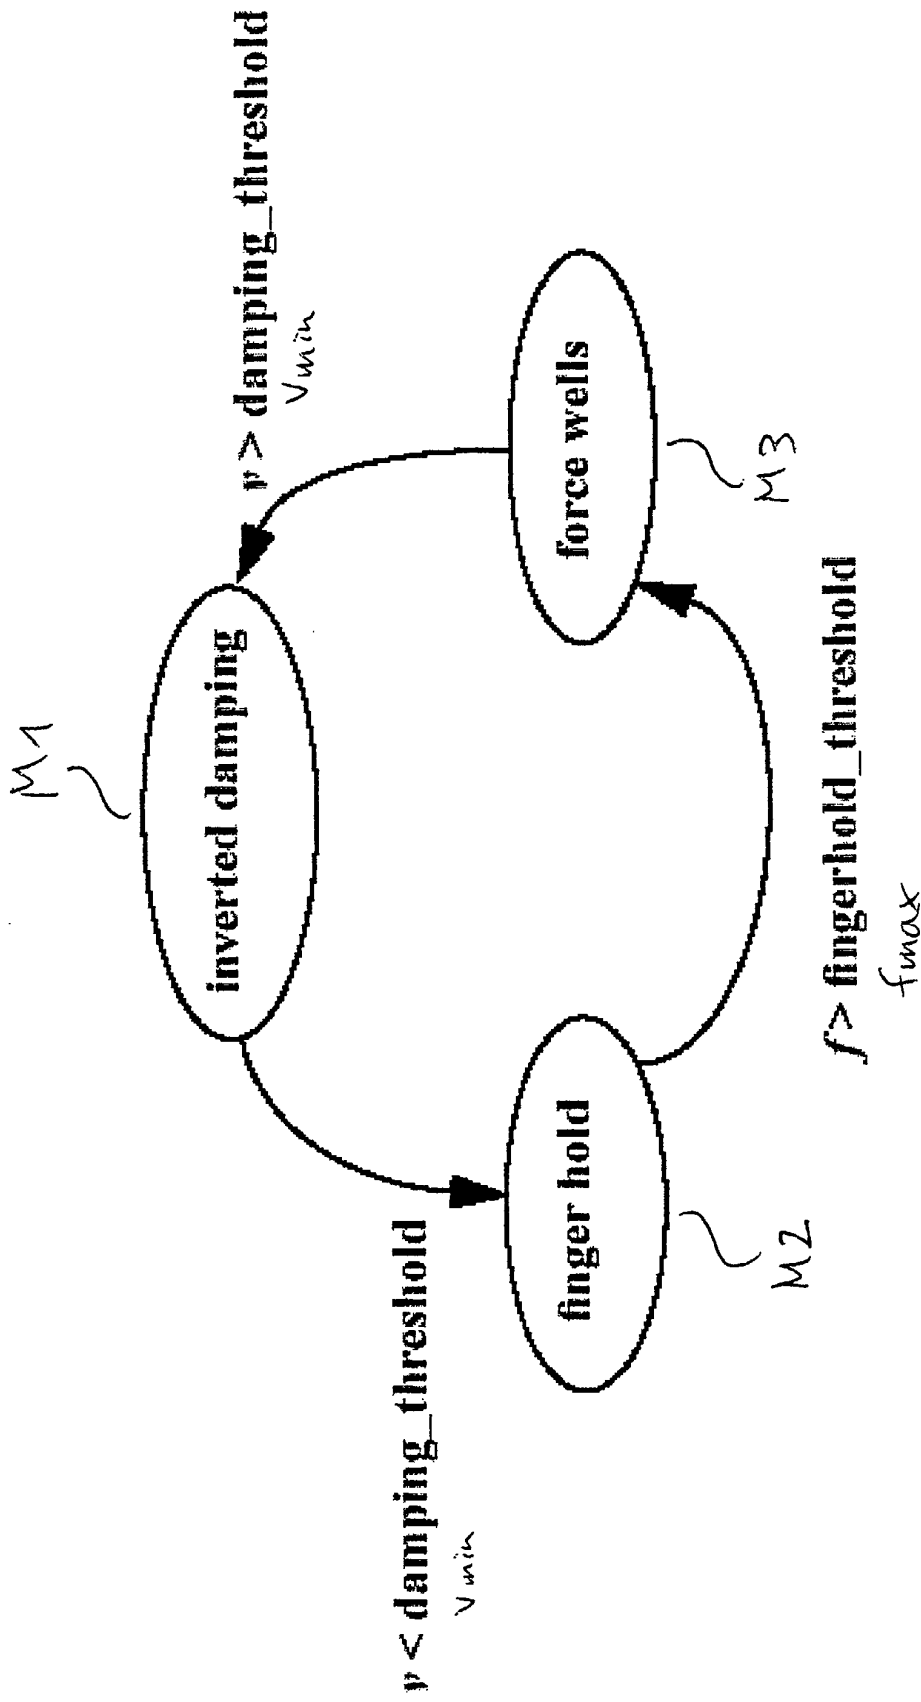 M1
inverted damping
v > damping_threshold
vmin
v < damping_threshold
vmin
finger hold
M2
force wells
M3
f > fingerhold_threshold
fmax